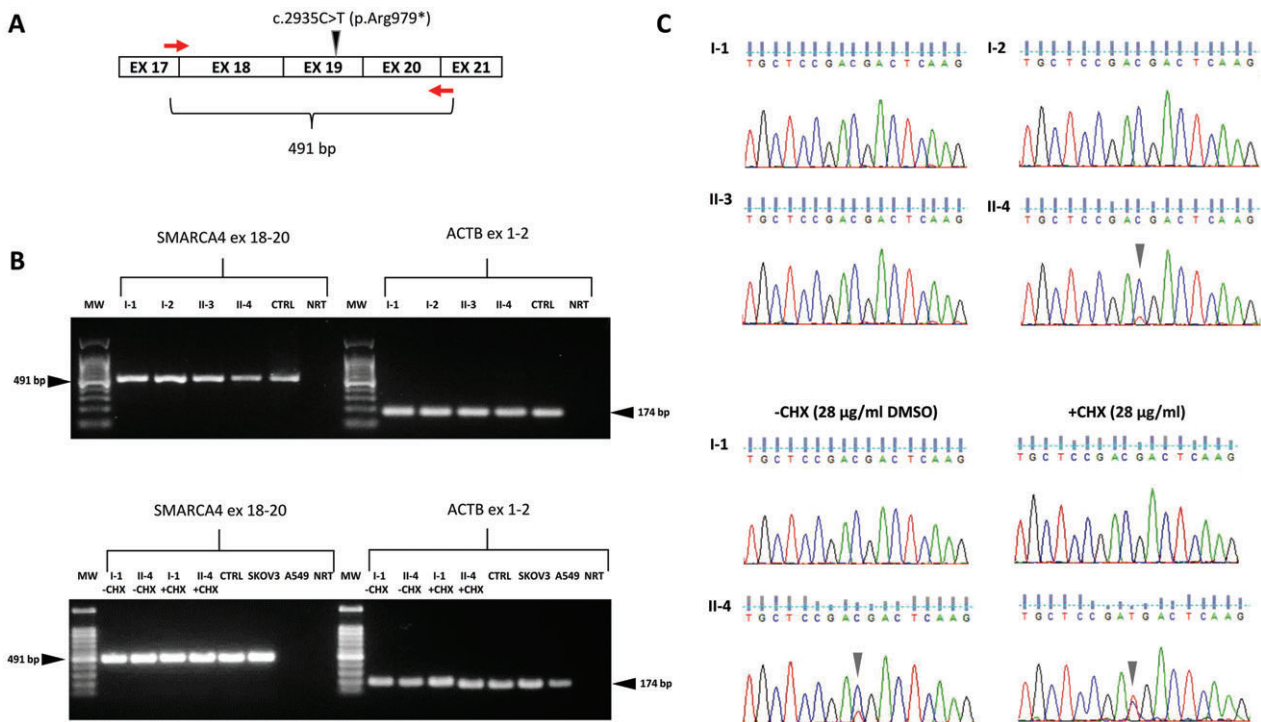 A
c.2935C>T (p.Arg979*)
EX 17 EX 18 EX 19 EX 20 EX 21
491 bp
B
SMARCA4 ex 18-20 ACTB ex 1-2
MW I-1 I-2 II-3 II-4 CTRL NRT MW I-1 I-2 II-3 II-4 CTRL NRT
491 bp
174 bp
SMARCA4 ex 18-20 ACTB ex 1-2
MW I-1 II-4 I-1 II-4 CTRL SKOV3 A549 NRT MW I-1 II-4 I-1 II-4 CTRL SKOV3 A549 NRT
-CHX -CHX +CHX +CHX -CHX -CHX +CHX +CHX
491 bp
174 bp
C
I-1 I-2
T G C T C C G A C G A C T C A A G T G C T C C G A C G A C T C A A G
II-3 II-4
T G C T C C G A C G A C T C A A G T G C T C C G A C G A C T C A A G
-CHX (28 µg/ml DMSO) +CHX (28 µg/ml)
I-1
T G C T C C G A C G A C T C A A G T G C T C C G A C G A C T C A A G
II-4
T G C T C C G A C G A C T C A A G T G C T C C G A T G A C T C A A G